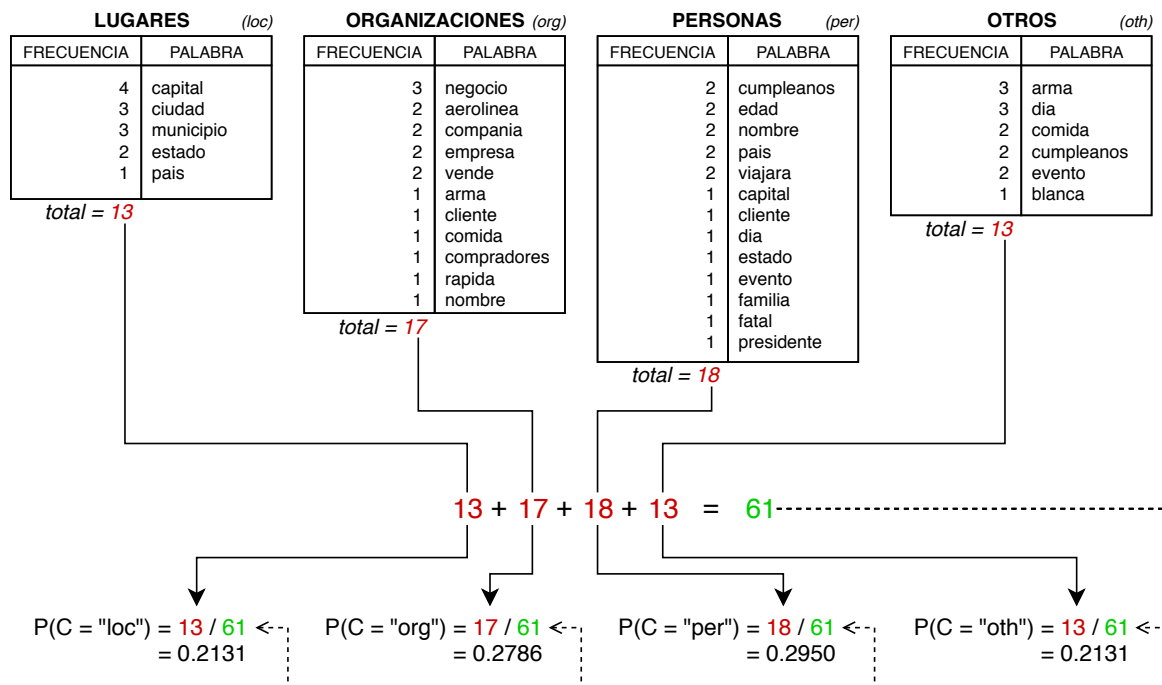 LUGARES (loc)
FRECUENCIA PALABRA
4 capital
3 ciudad
3 municipio
2 estado
1 pais
total = 13
ORGANIZACIONES (org)
FRECUENCIA PALABRA
3 negocio
2 aerolinea
2 compania
2 empresa
2 vende
1 arma
1 cliente
1 comida
1 compradores
1 rapida
1 nombre
total = 17
PERSONAS (per)
FRECUENCIA PALABRA
2 cumpleanos
2 edad
2 nombre
2 pais
2 viajara
1 capital
1 cliente
1 dia
1 estado
1 evento
1 familia
1 fatal
1 presidente
total = 18
OTROS (oth)
FRECUENCIA PALABRA
3 arma
3 dia
2 comida
2 cumpleanos
2 evento
1 blanca
total = 13
13 + 17 + 18 + 13 = 61
P(C = "loc") = 13 / 61
= 0.2131
P(C = "org") = 17 / 61
= 0.2786
P(C = "per") = 18 / 61
= 0.2950
P(C = "oth") = 13 / 61
= 0.2131